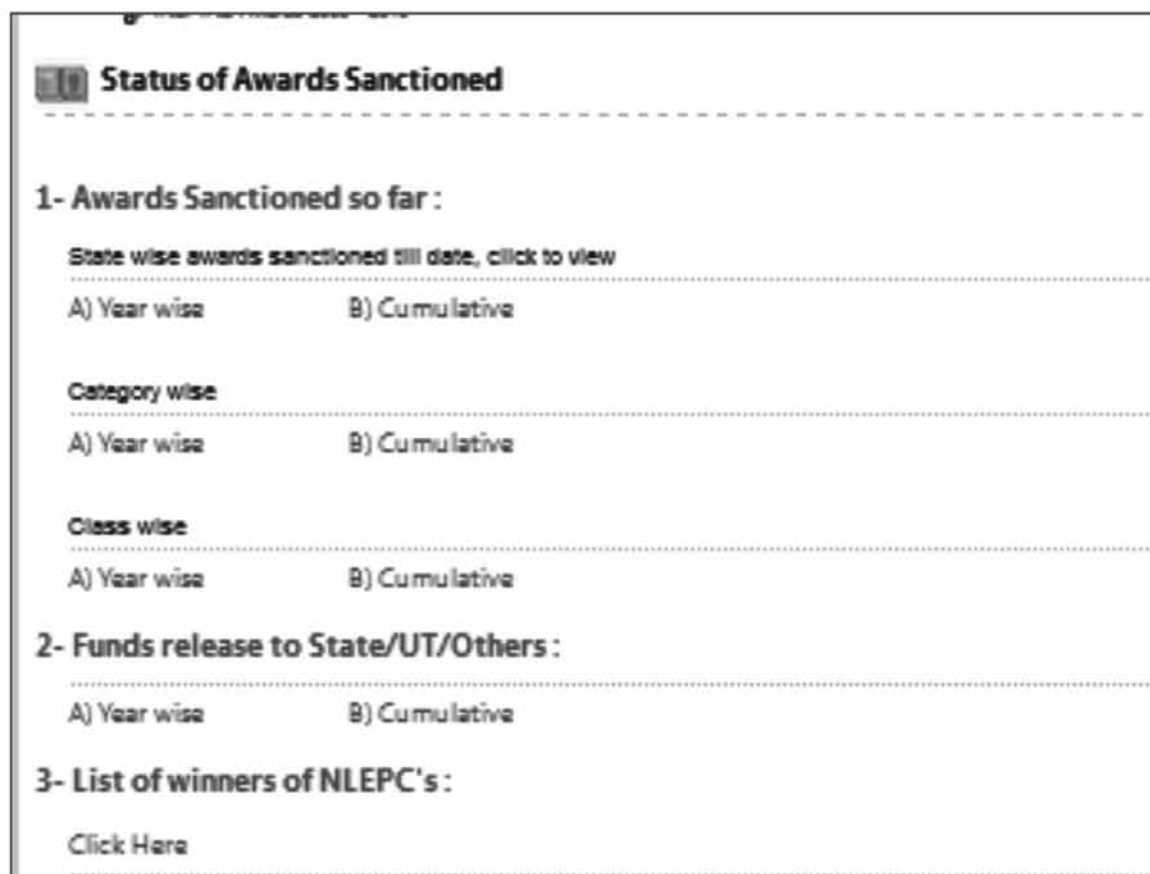 Status of Awards Sanctioned
1- Awards Sanctioned so far :
State wise awards sanctioned till date, click to view
A) Year wise B) Cumulative
Category wise
A) Year wise B) Cumulative
Class wise
A) Year wise B) Cumulative
2- Funds release to State/UT/Others :
A) Year wise B) Cumulative
3- List of winners of NLEPC's :
Click Here